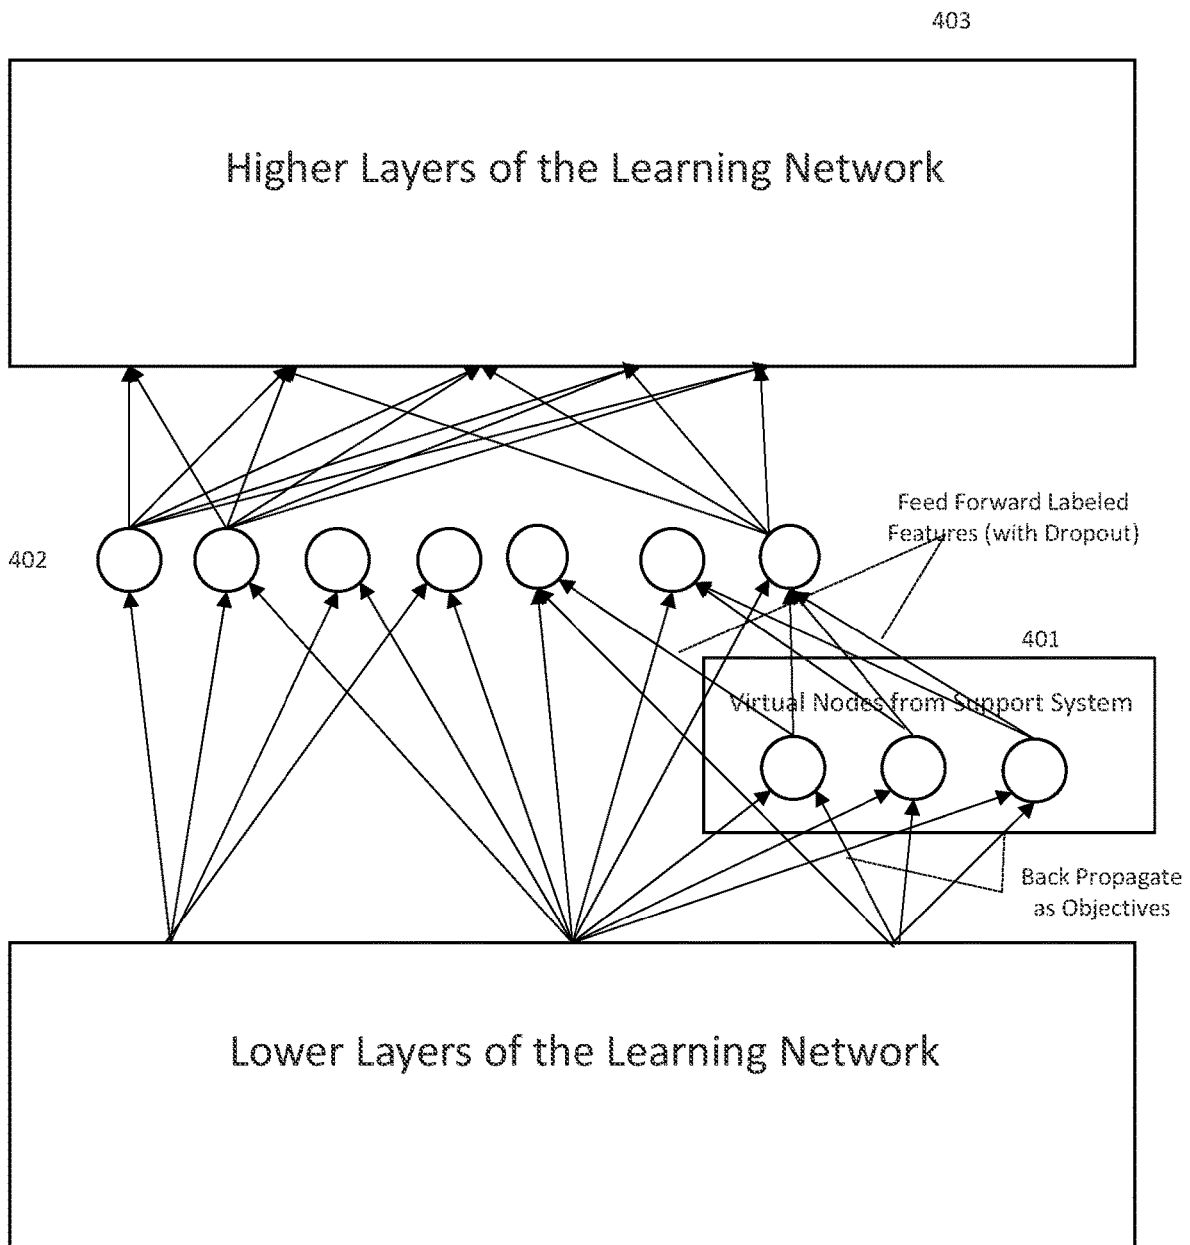 403
Higher Layers of the Learning Network
Feed Forward Labeled
Features (with Dropout)
402
401
Virtual Nodes from Support System
Back Propagate
as Objectives
Lower Layers of the Learning Network